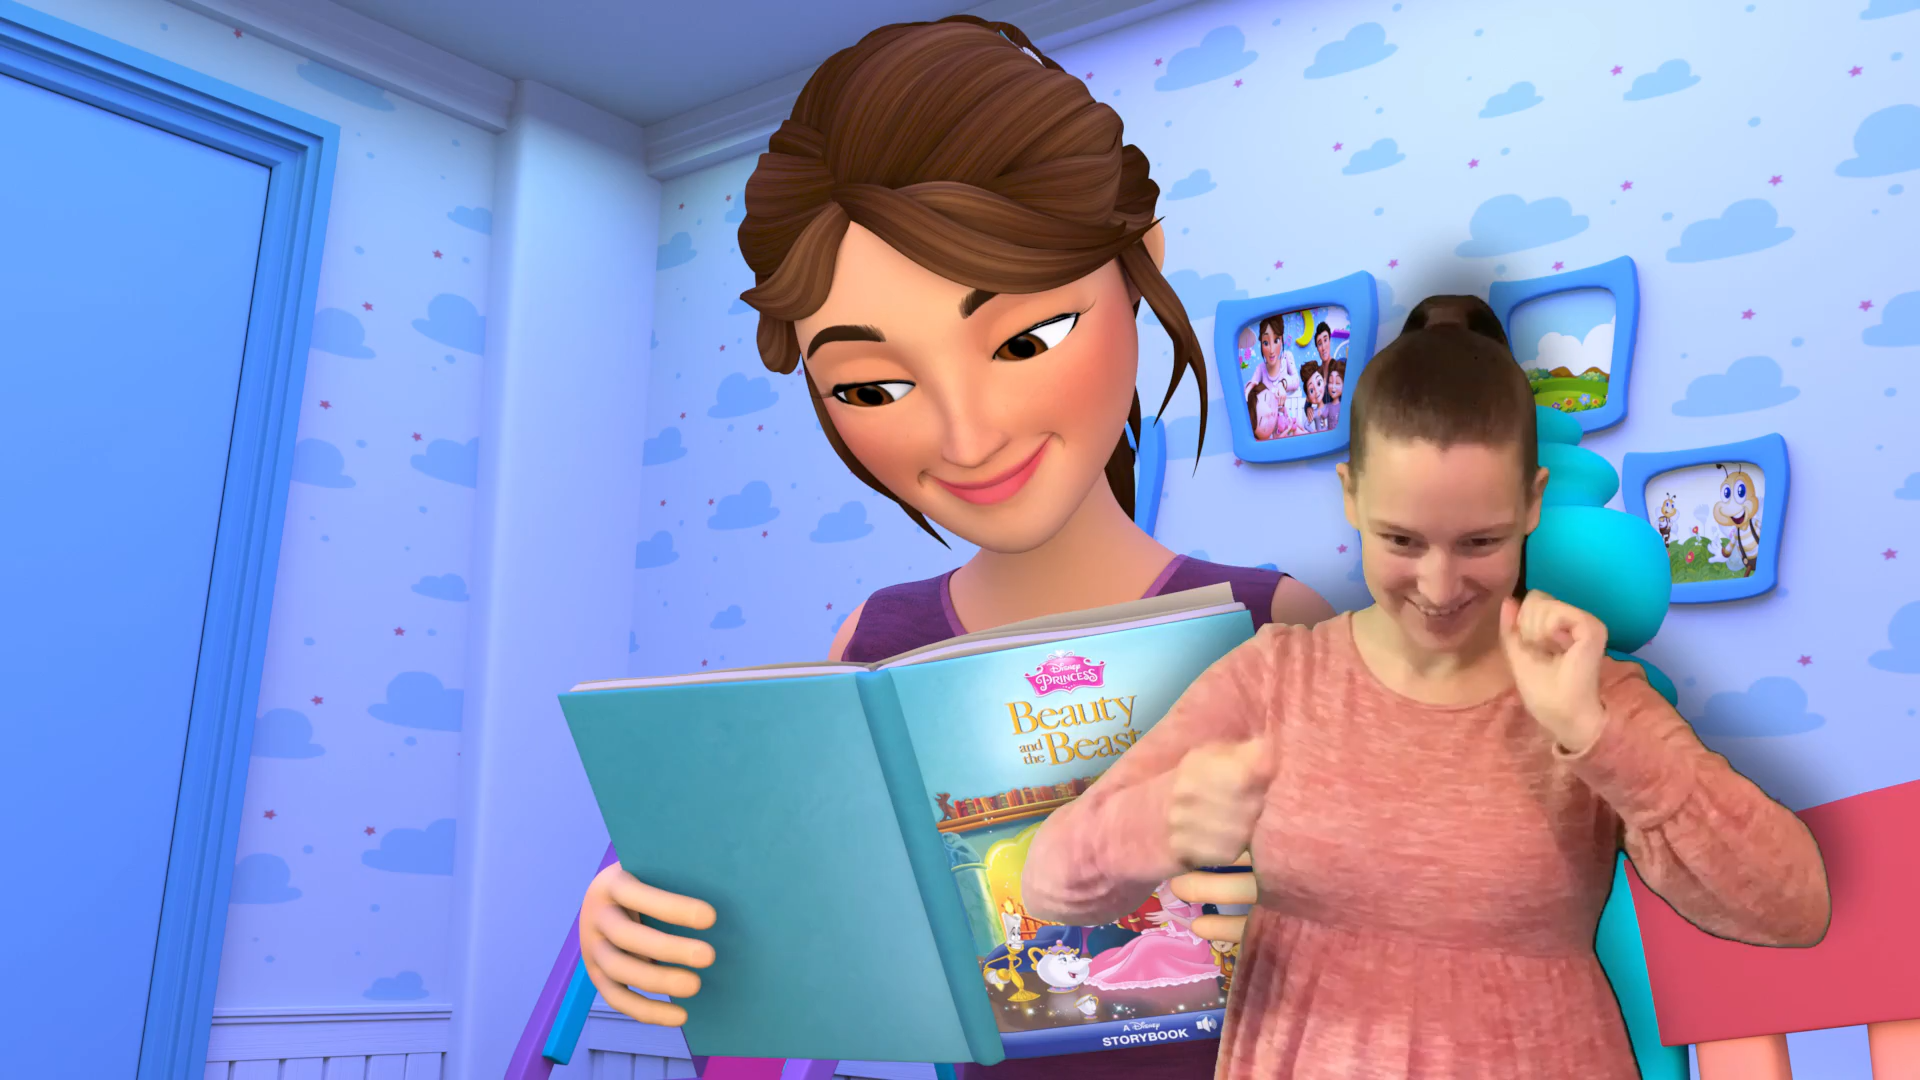 Disney
PRINCESS
Beauty
and the Beast
A Disney
STORYBOOK